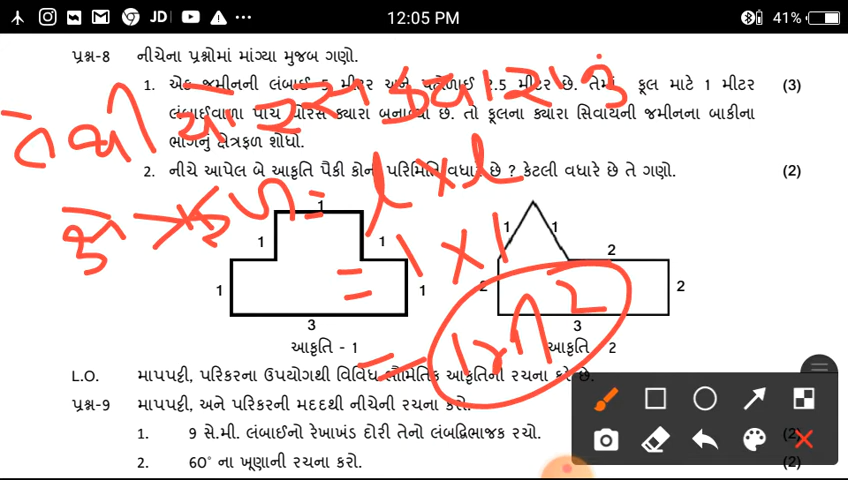 JD 12:05 PM 41%
પ્રશ્ન-8 નીચેના પ્રશ્નોમાં માંગ્યા મુજબ ગણો.
1. એક જમીનની લંબાઈ 5 મીટર અને પહોળાઈ 2.5 મીટર છે. તેમાં ફૂલ માટે 1 મીટર (3)
લંબાઈવાળા પાંચ ચોરસ ક્યારા બનાવ્યા છે. તો ફૂલના ક્યારા સિવાયની જમીનના બાકીના
ભાગનું ક્ષેત્રફળ શોધો.
તેથી ચોરસ ક્યારાનું
2. નીચે આપેલ બે આકૃતિ પૈકી કોની પરિમિતિ વધારે છે ? કેટલી વધારે છે તે ગણો. (2)
ક્ષેત્રફળ = l × l
= 1 × 1
= 1 મી 2
1
1 1
1 1
3
આકૃતિ - 1
1 1
2
2 2
3
આકૃતિ 2
L.O. માપપટ્ટી, પરિકરના ઉપયોગથી વિવિધ ભૌમિતિક આકૃતિની રચના કરે છે.
પ્રશ્ન-9 માપપટ્ટી, અને પરિકરની મદદથી નીચેની રચના કરો.
1. 9 સે.મી. લંબાઈનો રેખાખંડ દોરી તેનો લંબદ્વિભાજક રચો. (2)
2. 60° ના ખૂણાની રચના કરો. (2)